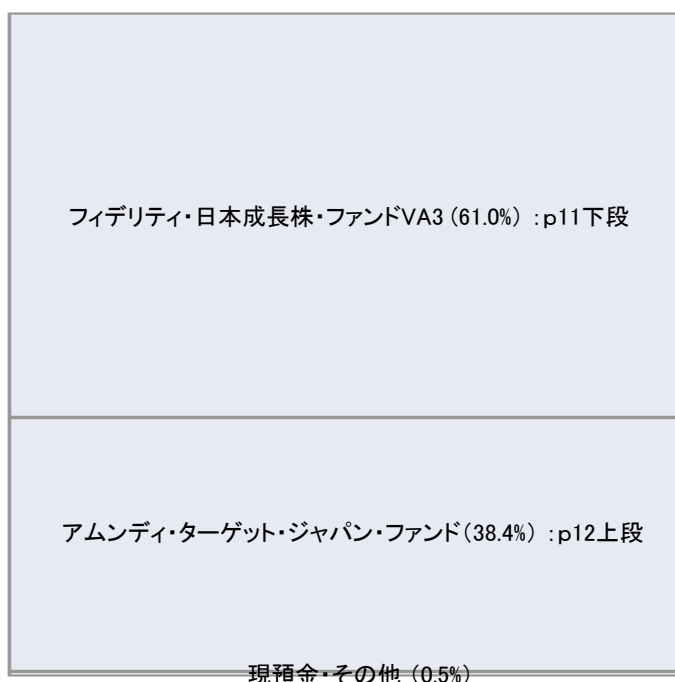 フィデリティ・日本成長株・ファンドVA3 (61.0%) ：p11下段
アムンディ・ターゲット・ジャパン・ファンド(38.4%) ：p12上段
現預金・その他 (0.5%)